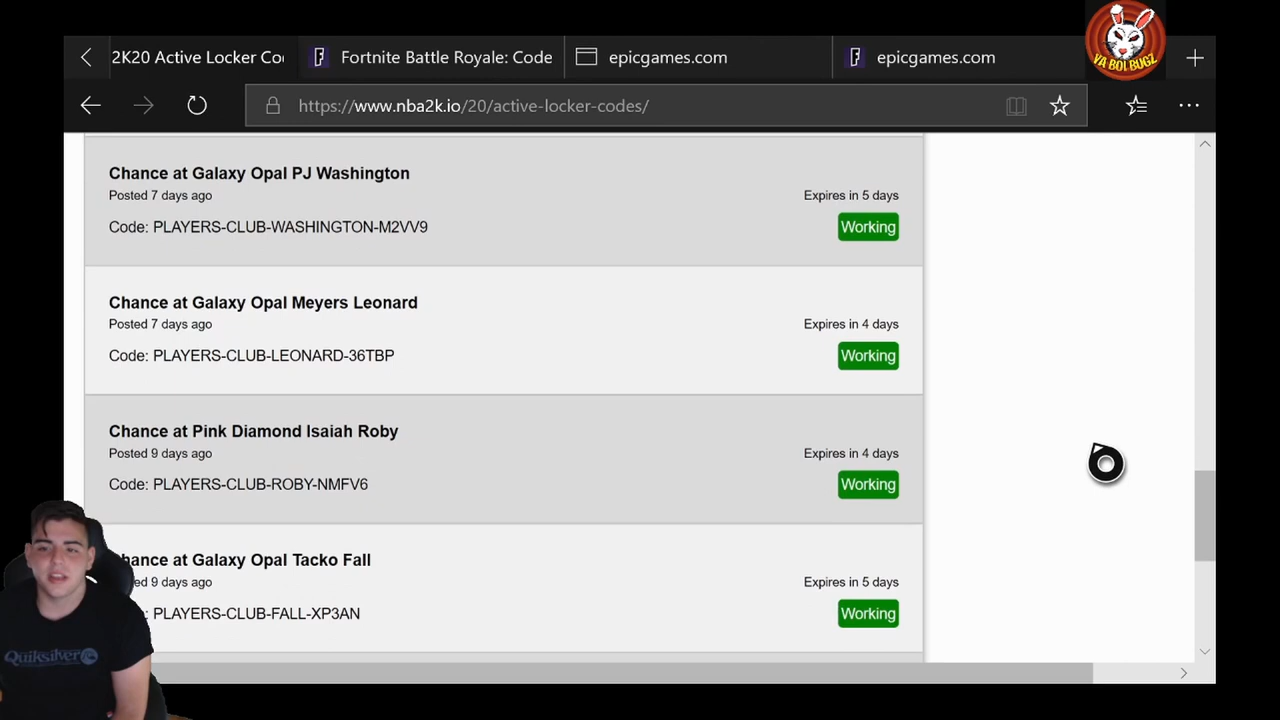 YA BOI BUGZ
2K20 Active Locker Co
Fortnite Battle Royale: Code
epicgames.com
epicgames.com
https://www.nba2k.io/20/active-locker-codes/
Chance at Galaxy Opal PJ Washington
Posted 7 days ago
Expires in 5 days
Code: PLAYERS-CLUB-WASHINGTON-M2VV9
Working
Chance at Galaxy Opal Meyers Leonard
Posted 7 days ago
Expires in 4 days
Code: PLAYERS-CLUB-LEONARD-36TBP
Working
Chance at Pink Diamond Isaiah Roby
Posted 9 days ago
Expires in 4 days
Code: PLAYERS-CLUB-ROBY-NMFV6
Working
hance at Galaxy Opal Tacko Fall
ed 9 days ago
Expires in 5 days
PLAYERS-CLUB-FALL-XP3AN
Working
Quiksilver